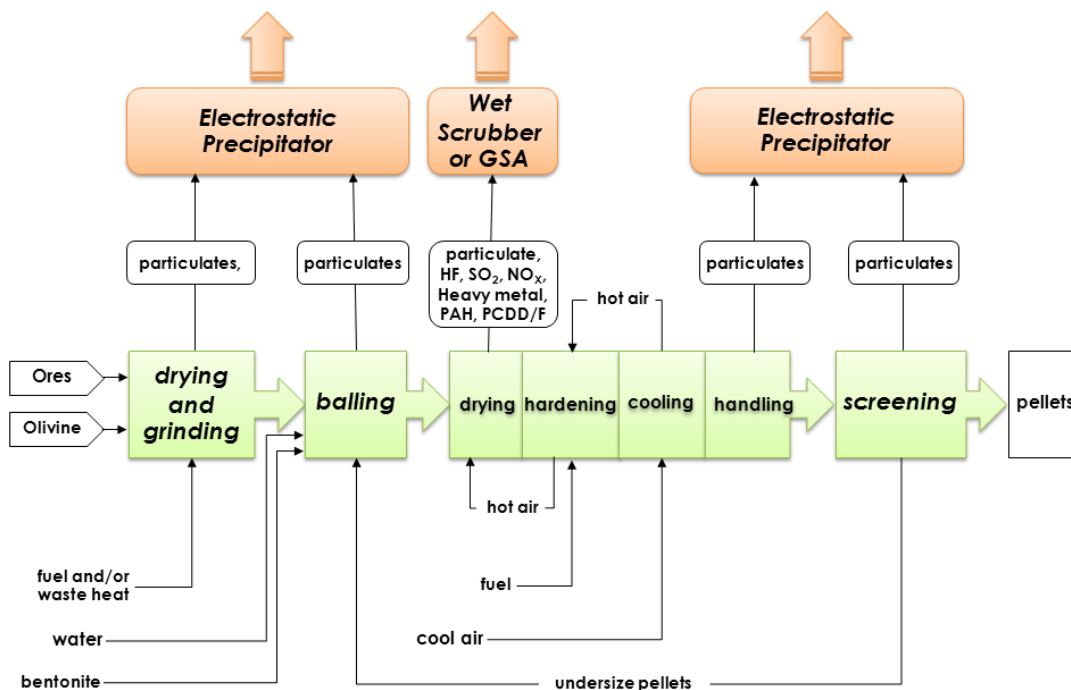 Electrostatic
Precipitator
Wet
Scrubber
or GSA
Electrostatic
Precipitator
particulates,
particulates
particulate,
HF, SO₂, NOₓ,
Heavy metal,
PAH, PCDD/F
particulates
particulates
hot air
Ores
Olivine
drying
and
grinding
balling
drying
hardening
cooling
handling
screening
pellets
hot air
fuel and/or
waste heat
fuel
water
cool air
bentonite
undersize pellets